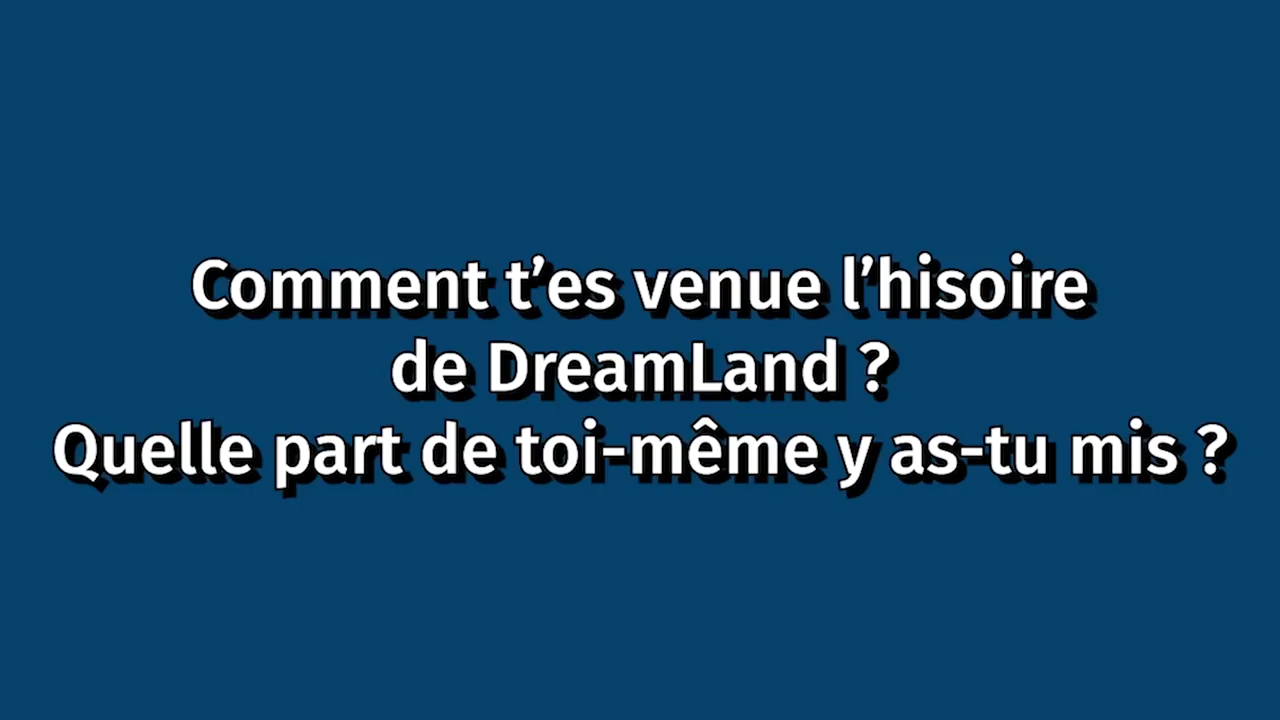 Comment t’es venue l’hisoire
de DreamLand ?
Quelle part de toi-même y as-tu mis ?